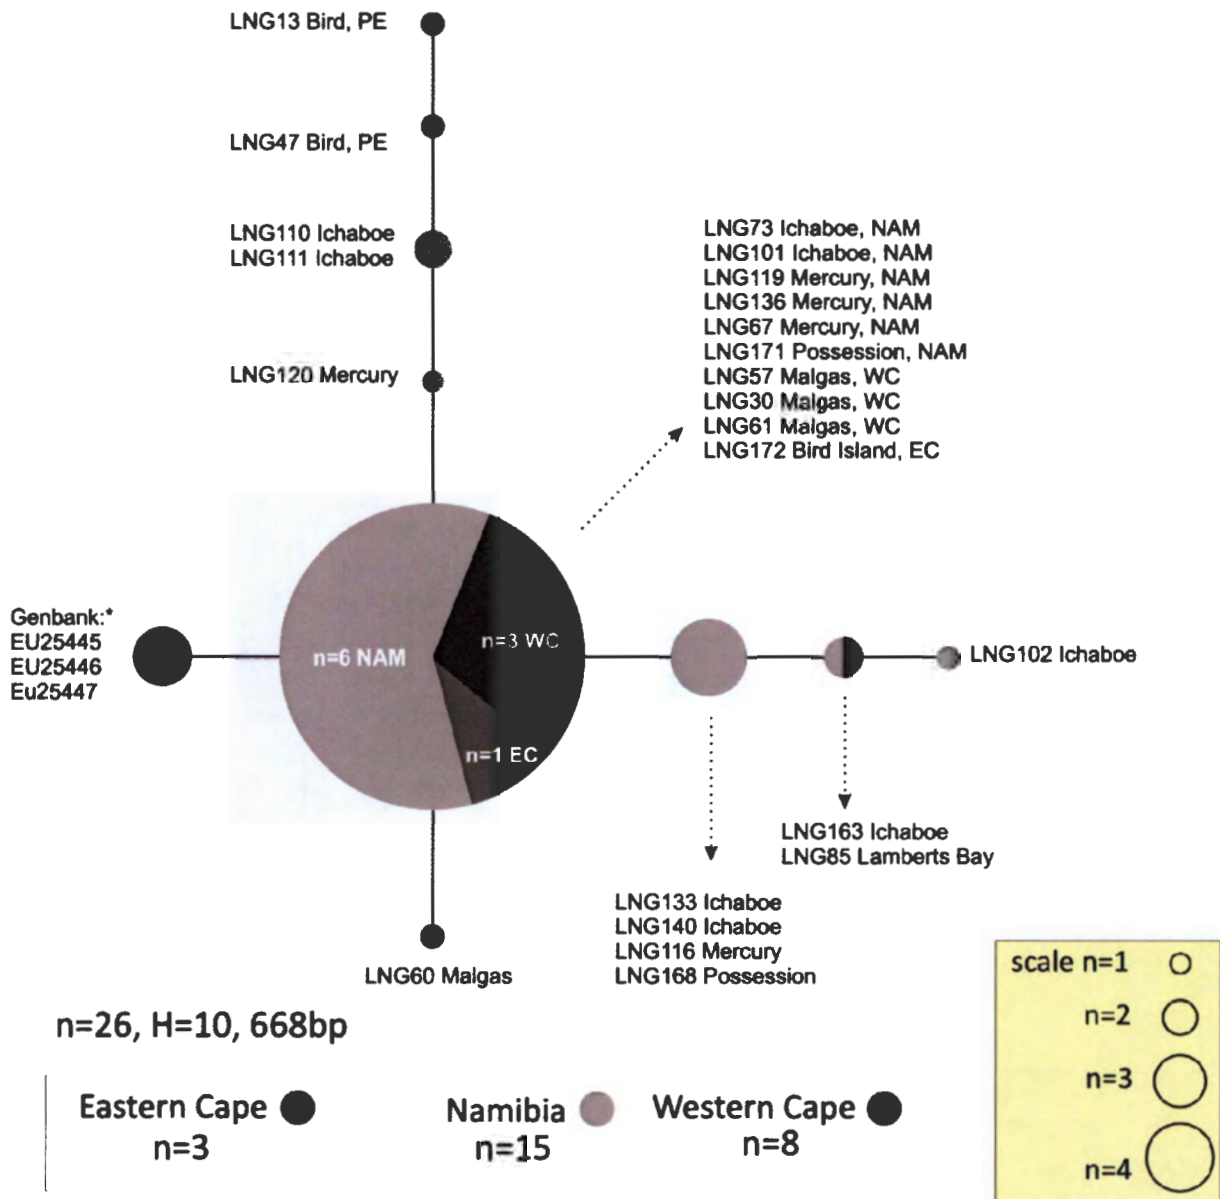 LNG13 Bird, PE
LNG47 Bird, PE
LNG110 Ichaboe
LNG111 Ichaboe
LNG120 Mercury
LNG73 Ichaboe, NAM
LNG101 Ichaboe, NAM
LNG119 Mercury, NAM
LNG136 Mercury, NAM
LNG67 Mercury, NAM
LNG171 Possession, NAM
LNG57 Malgas, WC
LNG30 Malgas, WC
LNG61 Malgas, WC
LNG172 Bird Island, EC
Genbank:*
EU25445
EU25446
Eu25447
n=6 NAM
n=3 WC
n=1 EC
LNG102 Ichaboe
LNG163 Ichaboe
LNG85 Lamberts Bay
LNG133 Ichaboe
LNG140 Ichaboe
LNG116 Mercury
LNG168 Possession
LNG60 Malgas
n=26, H=10, 668bp
Eastern Cape
n=3
Namibia
n=15
Western Cape
n=8
scale n=1
n=2
n=3
n=4